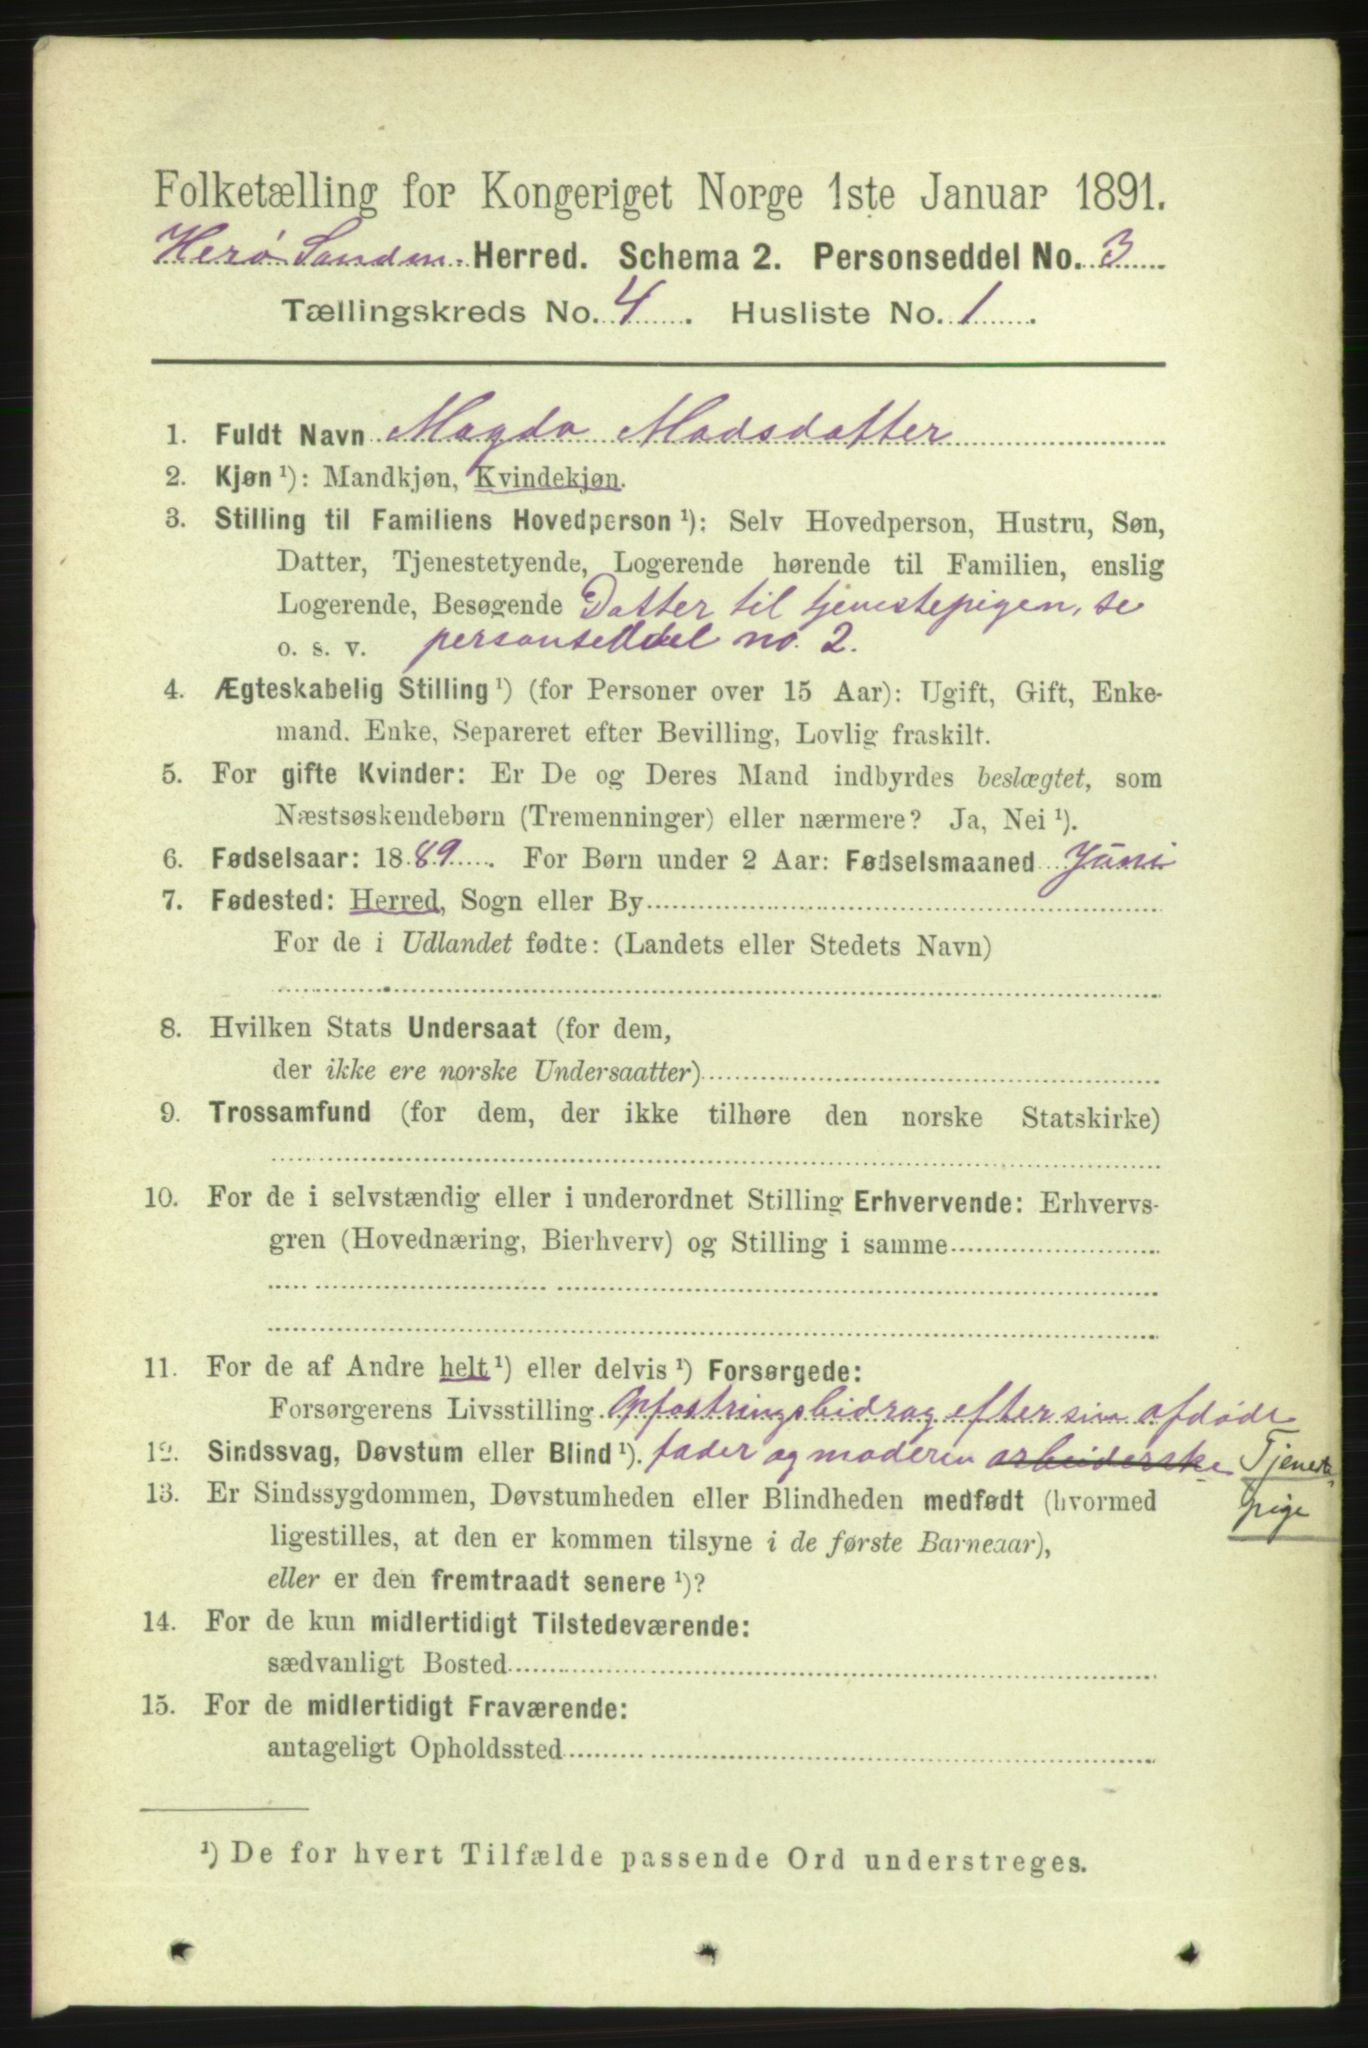 Folketælling for Kongeriget Norge 1ste Januar 1891.
Herø Sanden. Herred. Schema 2. Personseddel No. 3
Tællingskreds No. 4. Husliste No. 1.
1. Fuldt Navn Magda Madsdatter
2. Kjøn ¹): Mandkjøn, Kvindekjøn.
3. Stilling til Familiens Hovedperson ¹): Selv Hovedperson, Hustru, Søn,
Datter, Tjenestetyende, Logerende hørende til Familien, enslig
Logerende, Besøgende Datter til tjenestepigen, se
o. s. v. personseddel no. 2.
4. Ægteskabelig Stilling ¹) (for Personer over 15 Aar): Ugift, Gift, Enke-
mand. Enke, Separeret efter Bevilling, Lovlig fraskilt.
5. For gifte Kvinder: Er De og Deres Mand indbyrdes beslægtet, som
Næstsøskendebørn (Tremenninger) eller nærmere? Ja, Nei ¹).
6. Fødselsaar: 1889. For Børn under 2 Aar: Fødselsmaaned Juni
7. Fødested: Herred, Sogn eller By
For de i Udlandet fødte: (Landets eller Stedets Navn)
8. Hvilken Stats Undersaat (for dem,
der ikke ere norske Undersaatter)
9. Trossamfund (for dem, der ikke tilhøre den norske Statskirke)
10. For de i selvstændig eller i underordnet Stilling Erhvervende: Erhvervs-
gren (Hovednæring, Bierhverv) og Stilling i samme
11. For de af Andre helt ¹) eller delvis ¹) Forsørgede:
Forsørgerens Livsstilling Opfostringsbidrag efter sin afdøde
12. Sindssvag, Døvstum eller Blind ¹). fader og moderen arbeiderske Tjeneste
pige
13. Er Sindssygdommen, Døvstumheden eller Blindheden medfødt (hvormed
ligestilles, at den er kommen tilsyne i de første Barneaar),
eller er den fremtraadt senere ¹)?
14. For de kun midlertidigt Tilstedeværende:
sædvanligt Bosted
15. For de midlertidigt Fraværende:
antageligt Opholdssted
¹) De for hvert Tilfælde passende Ord understreges.